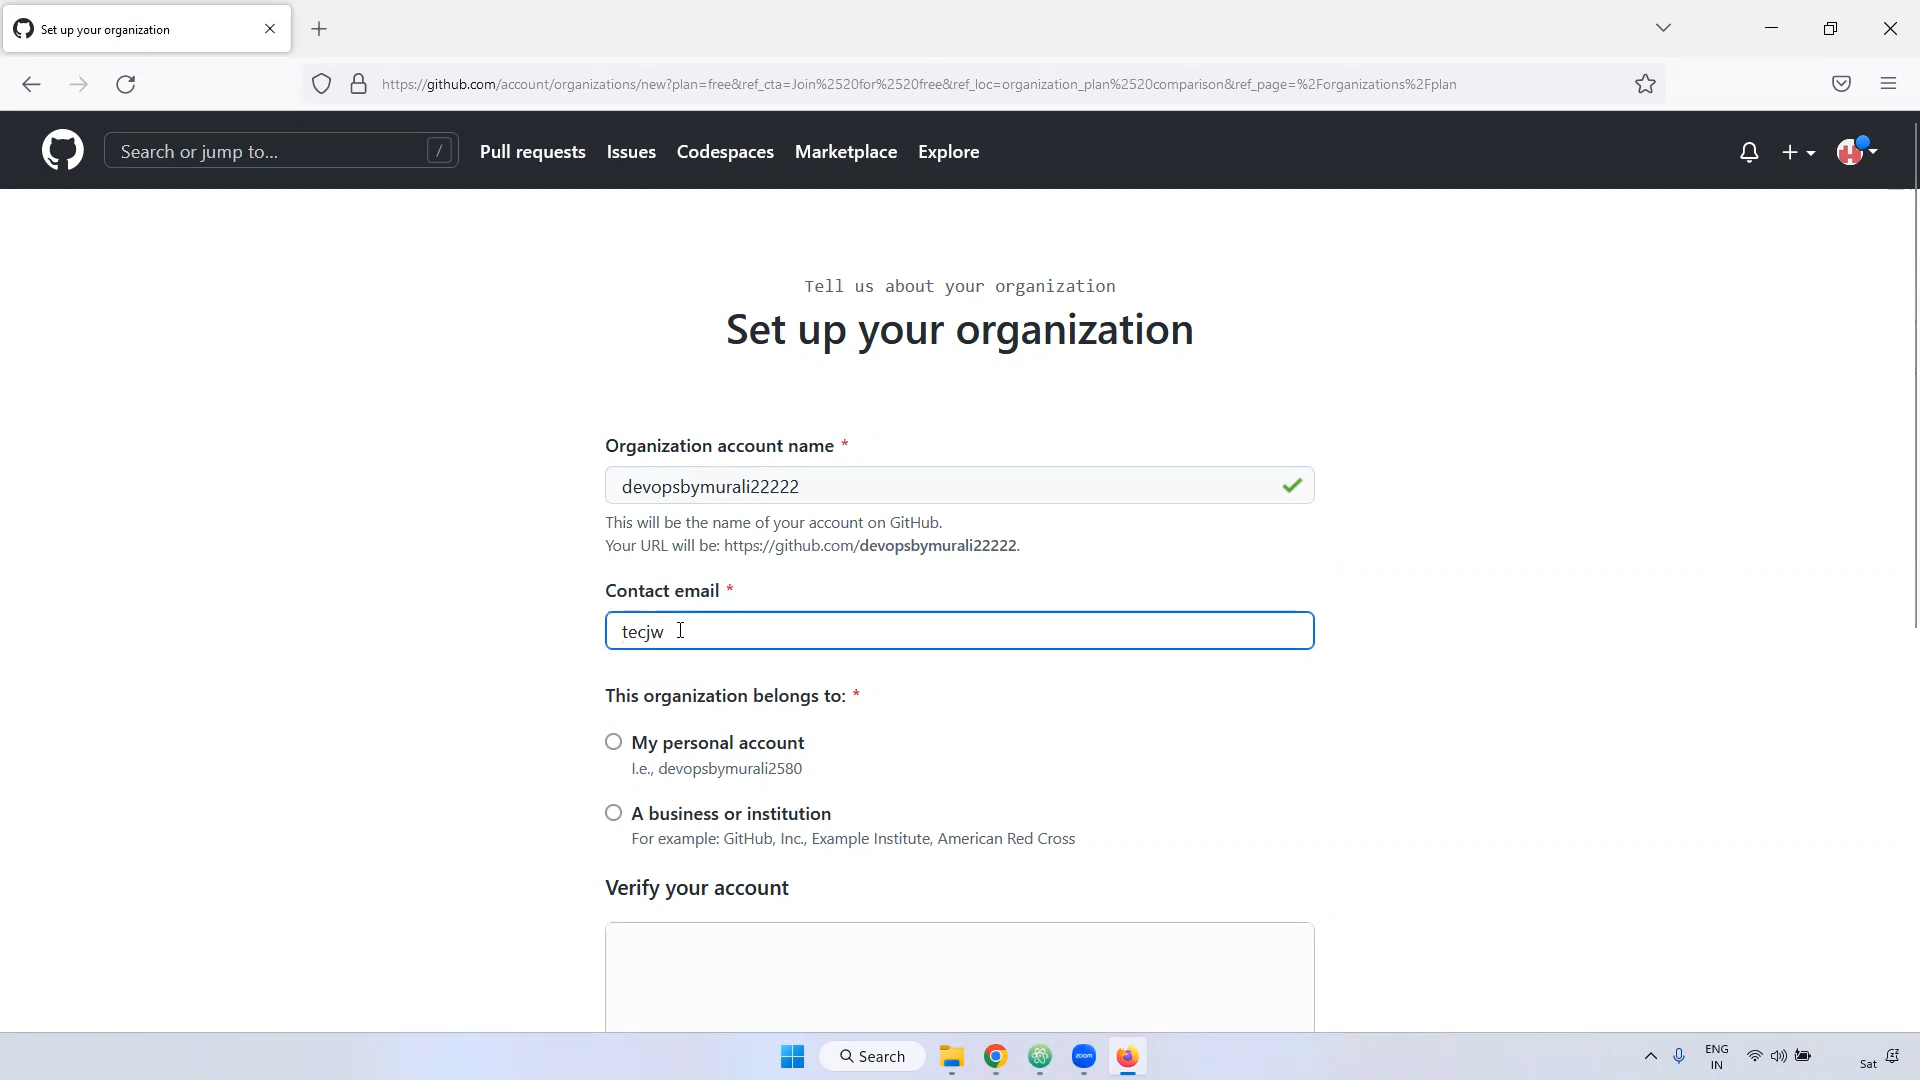 Set up your organization
https://github.com/account/organizations/new?plan=free&ref_cta=Join%2520for%2520free&ref_loc=organization_plan%2520comparison&ref_page=%2Forganizations%2Fplan
Search or jump to... /
Pull requests Issues Codespaces Marketplace Explore
Tell us about your organization
Set up your organization
Organization account name *
devopsbymurali22222
This will be the name of your account on GitHub.
Your URL will be: https://github.com/devopsbymurali22222.
Contact email *
tecjw
This organization belongs to: *
My personal account
I.e., devopsbymurali2580
A business or institution
For example: GitHub, Inc., Example Institute, American Red Cross
Verify your account
Search
zoom
ENG
IN
Sat